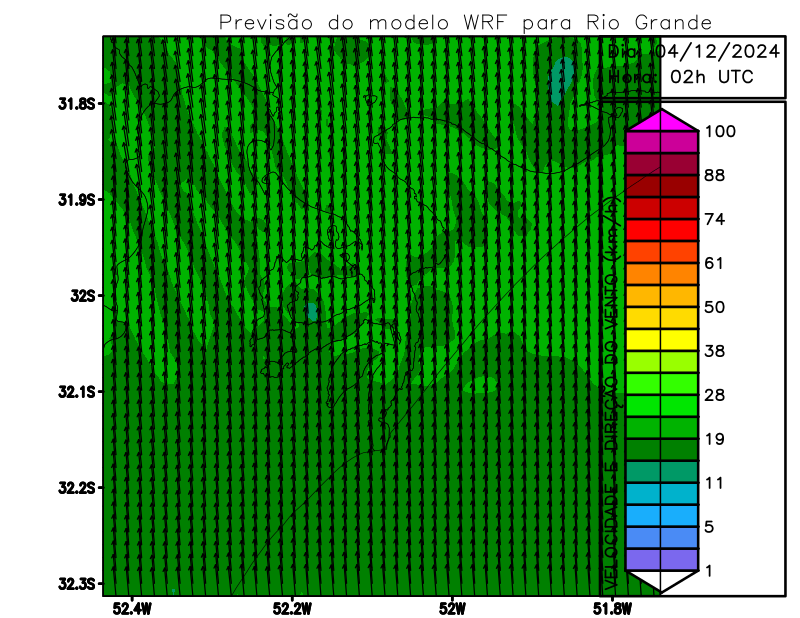 Previsão do modelo WRF para Rio Grande
Dia: 04/12/2024
Hora: 02h UTC
31.8S
31.9S
32S
32.1S
32.2S
32.3S
52.4W
52.2W
52W
51.8W
VELOCIDADE E DIREÇÃO DO VENTO (km/h)
100
88
74
61
50
38
28
19
11
5
1